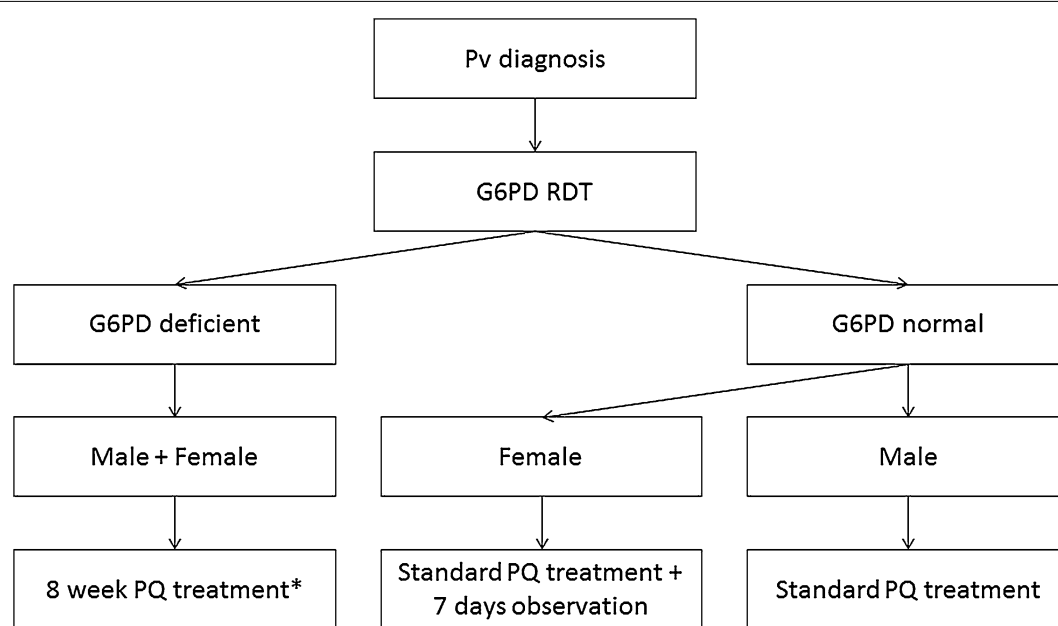 Pv diagnosis
G6PD RDT
G6PD deficient
G6PD normal
Male + Female
Female
Male
8 week PQ treatment*
Standard PQ treatment +
7 days observation
Standard PQ treatment